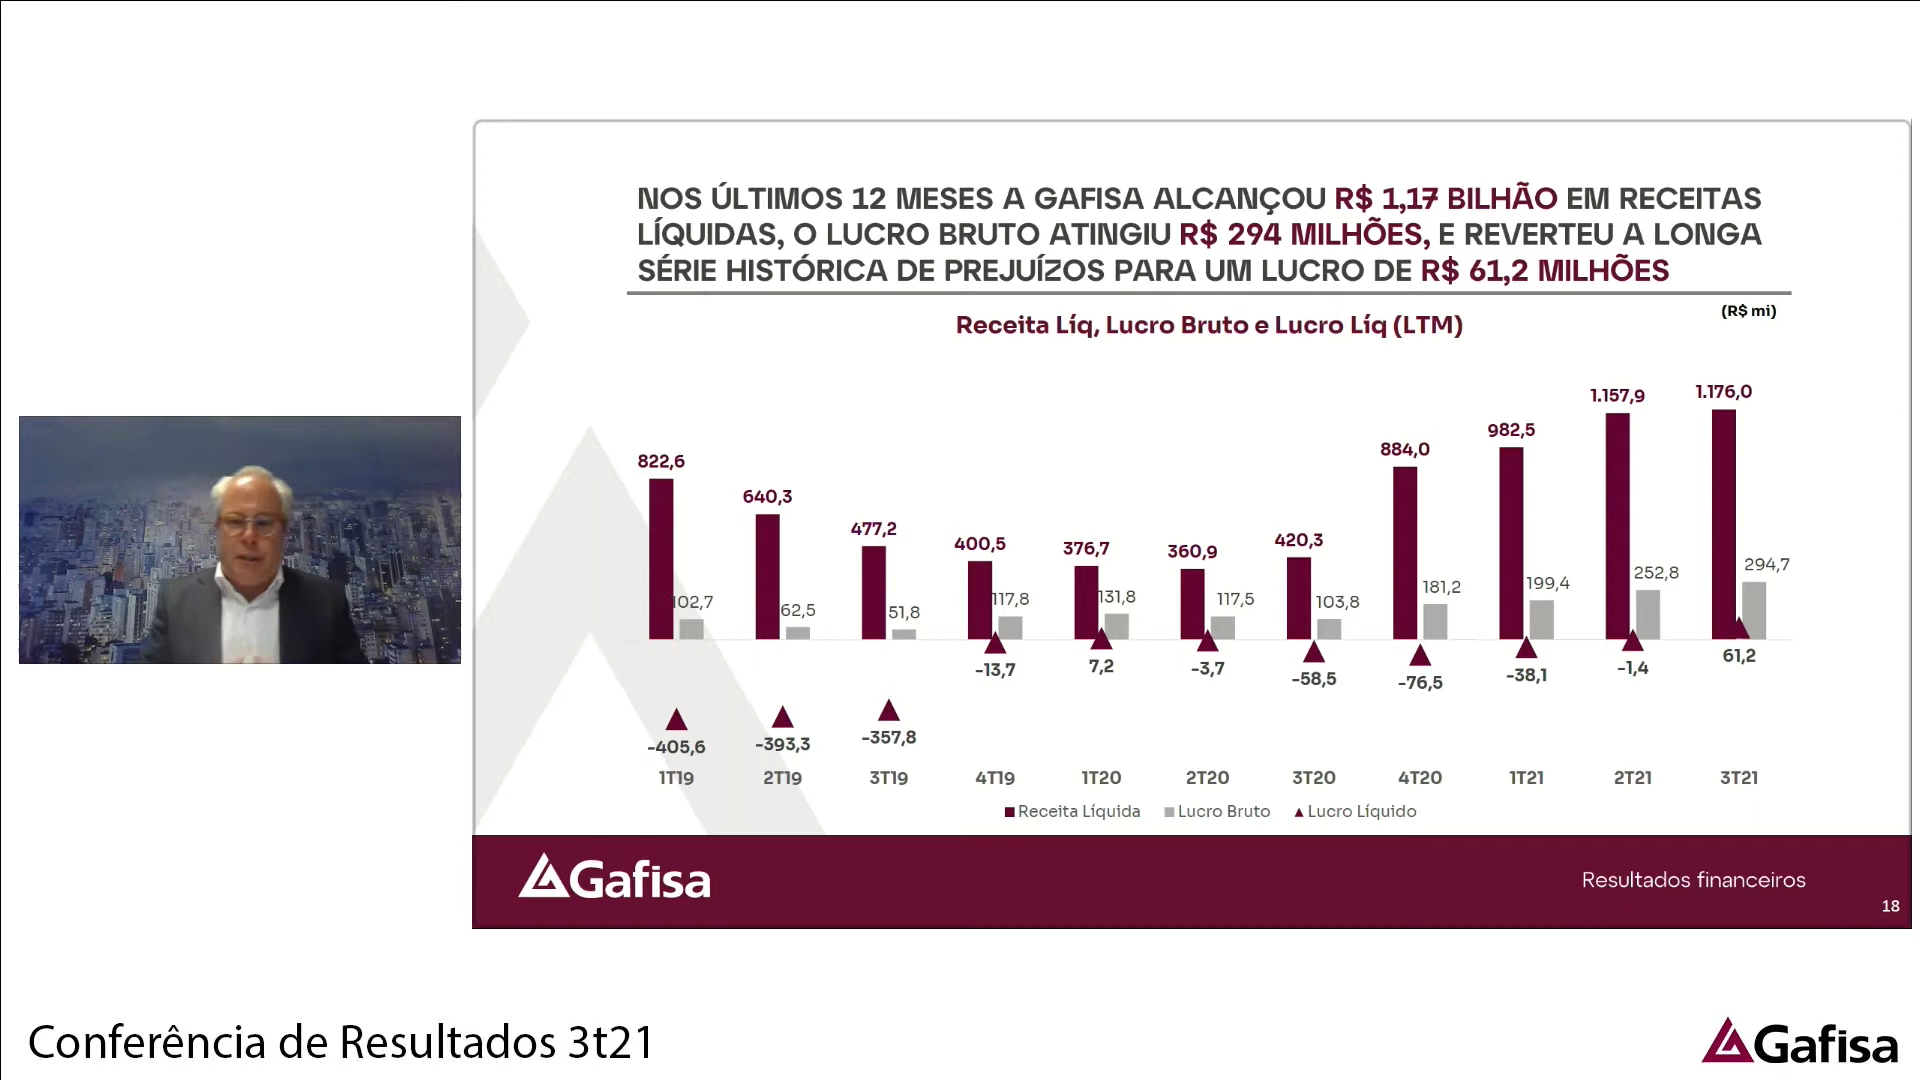 NOS ÚLTIMOS 12 MESES A GAFISA ALCANÇOU R$ 1,17 BILHÃO EM RECEITAS
LÍQUIDAS, O LUCRO BRUTO ATINGIU R$ 294 MILHÕES, E REVERTEU A LONGA
SÉRIE HISTÓRICA DE PREJUÍZOS PARA UM LUCRO DE R$ 61,2 MILHÕES
(R$ mi)
Receita Líq, Lucro Bruto e Lucro Líq (LTM)
822,6 640,3 477,2 400,5 376,7 360,9 420,3 884,0 982,5 1.157,9 1.176,0
102,7 62,5 51,8 117,8 131,8 117,5 103,8 181,2 199,4 252,8 294,7
-405,6 -393,3 -357,8 -13,7 7,2 -3,7 -58,5 -76,5 -38,1 -1,4 61,2
1T19 2T19 3T19 4T19 1T20 2T20 3T20 4T20 1T21 2T21 3T21
Receita Líquida Lucro Bruto Lucro Líquido
Gafisa
Resultados financeiros
18
Conferência de Resultados 3t21
Gafisa